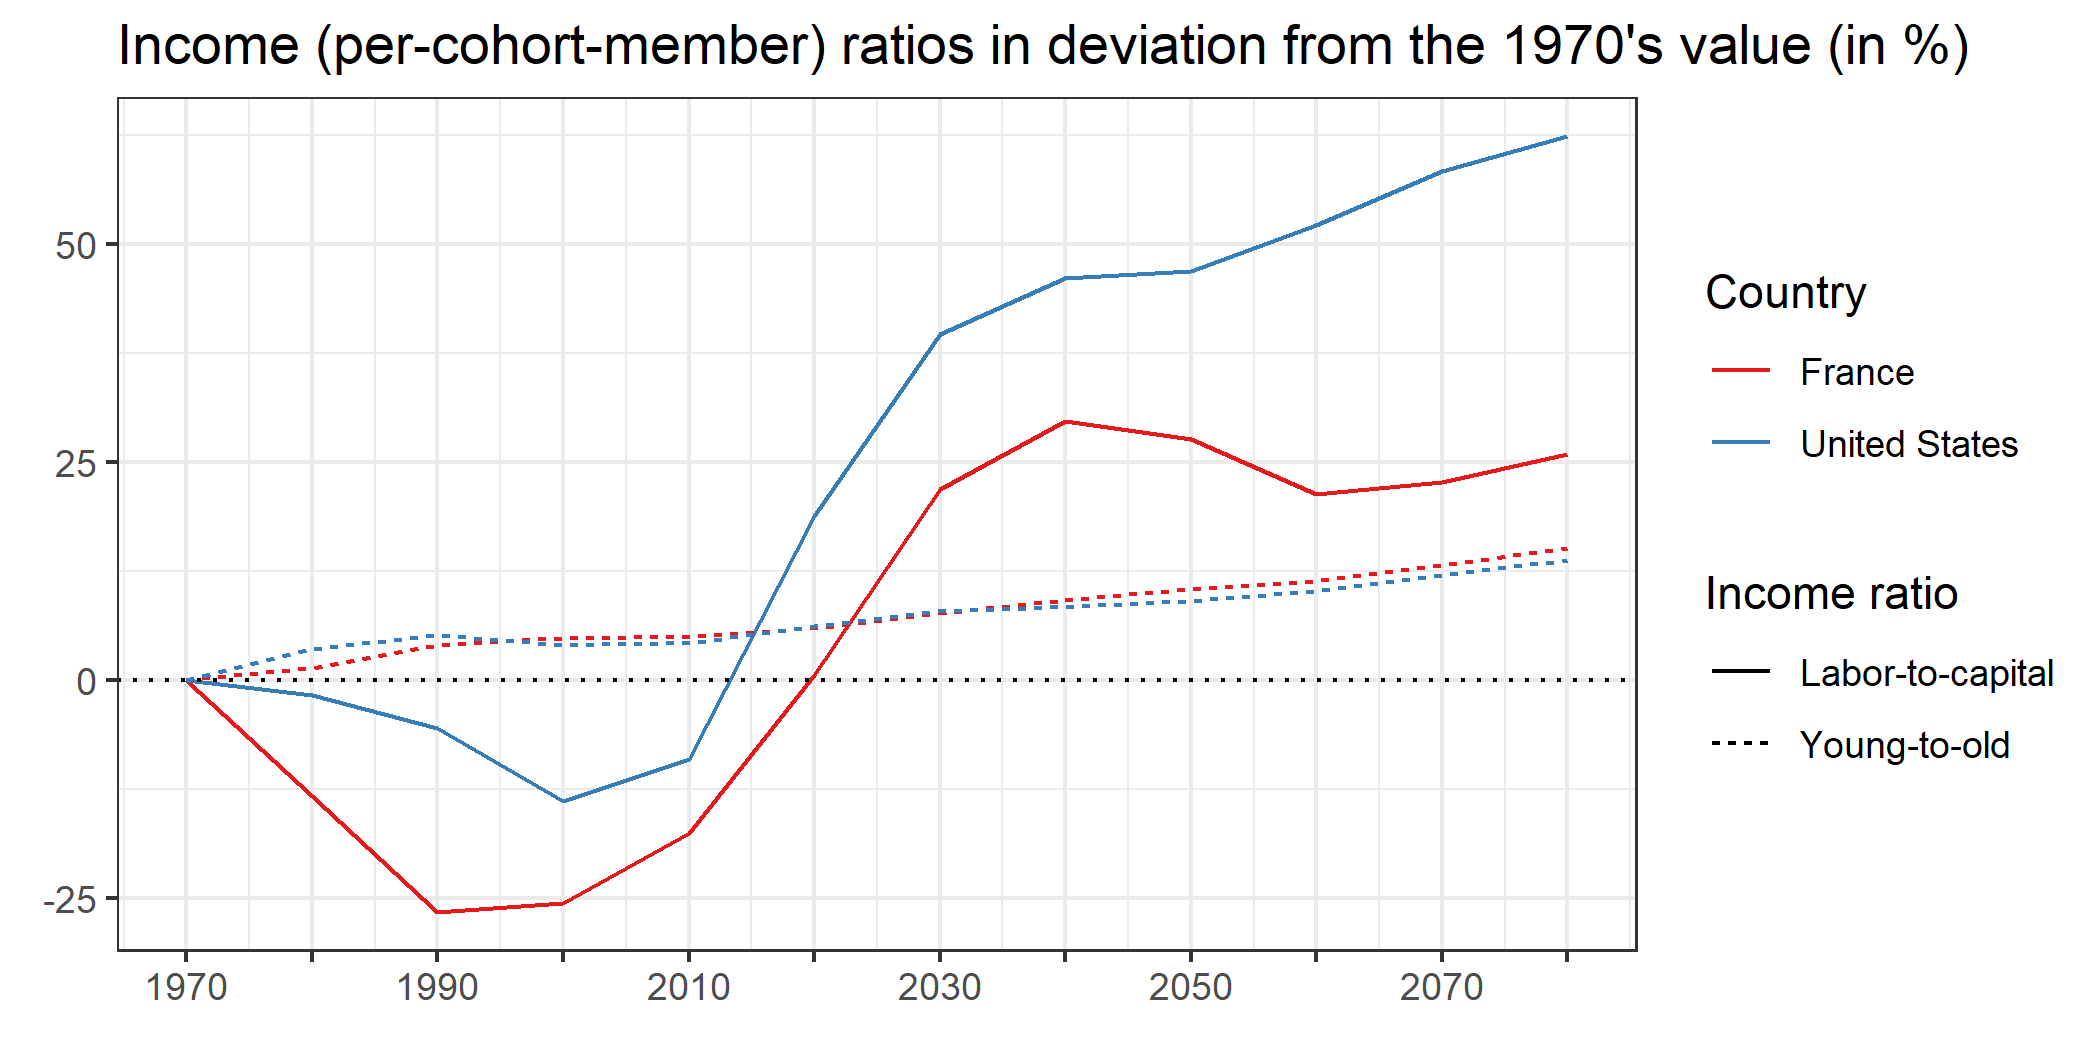 Income (per-cohort-member) ratios in deviation from the 1970's value (in %)
50
25
0
-25
1970 1990 2010 2030 2050 2070
Country
France
United States
Income ratio
Labor-to-capital
Young-to-old